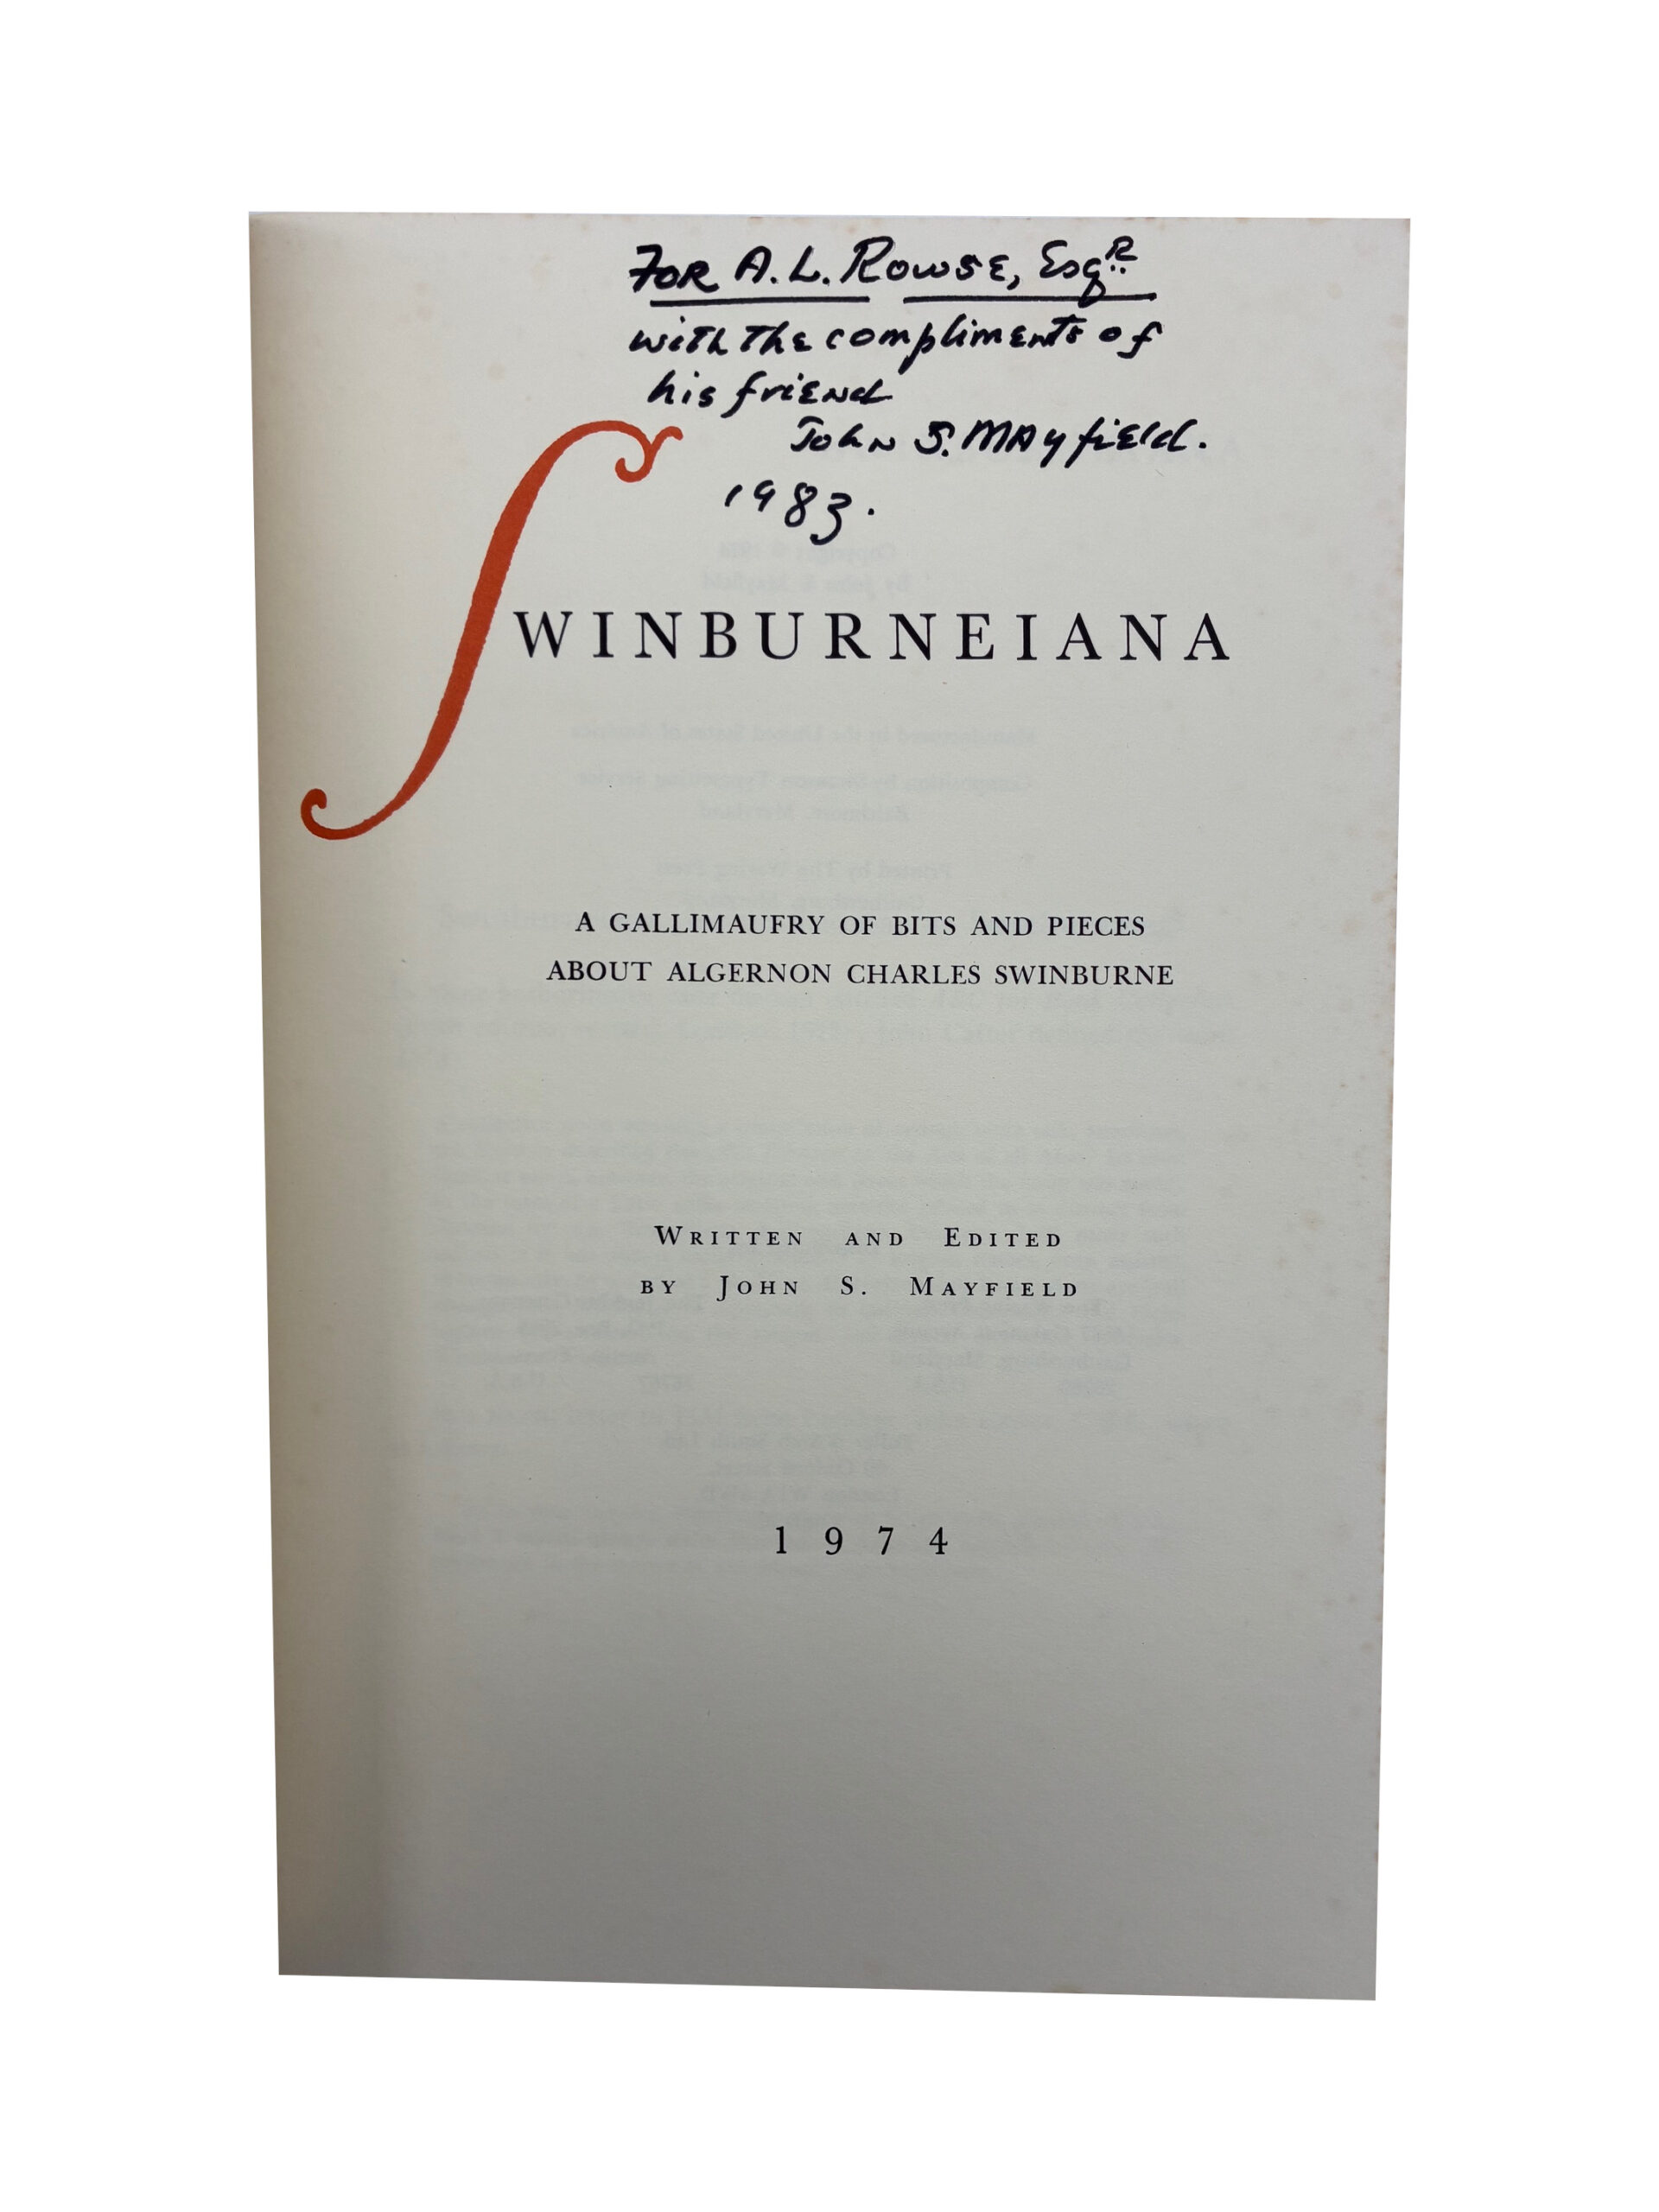 For A. L. Rowse, Esqr.
with the compliments of
his friend
John S. Mayfield.
1983.
SWINBURNEIANA
A GALLIMAUFRY OF BITS AND PIECES
ABOUT ALGERNON CHARLES SWINBURNE
WRITTEN AND EDITED
BY JOHN S. MAYFIELD
1974